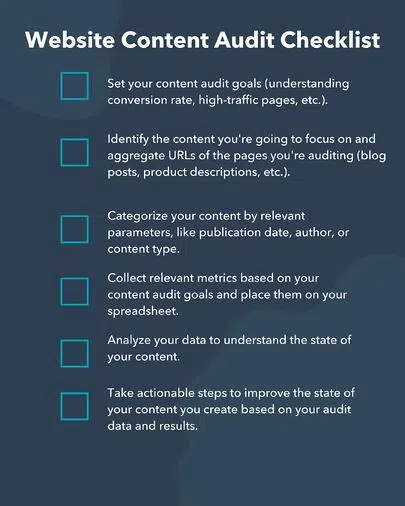 Website Content Audit Checklist
Set your content audit goals (understanding
conversion rate, high-traffic pages, etc.).
Identify the content you're going to focus on and
aggregate URLs of the pages you're auditing (blog
posts, product descriptions, etc.).
Categorize your content by relevant
parameters, like publication date, author, or
content type.
Collect relevant metrics based on your
content audit goals and place them on your
spreadsheet.
Analyze your data to understand the state
of your content.
Take actionable steps to improve the state of
your content you create based on your audit
data and results.